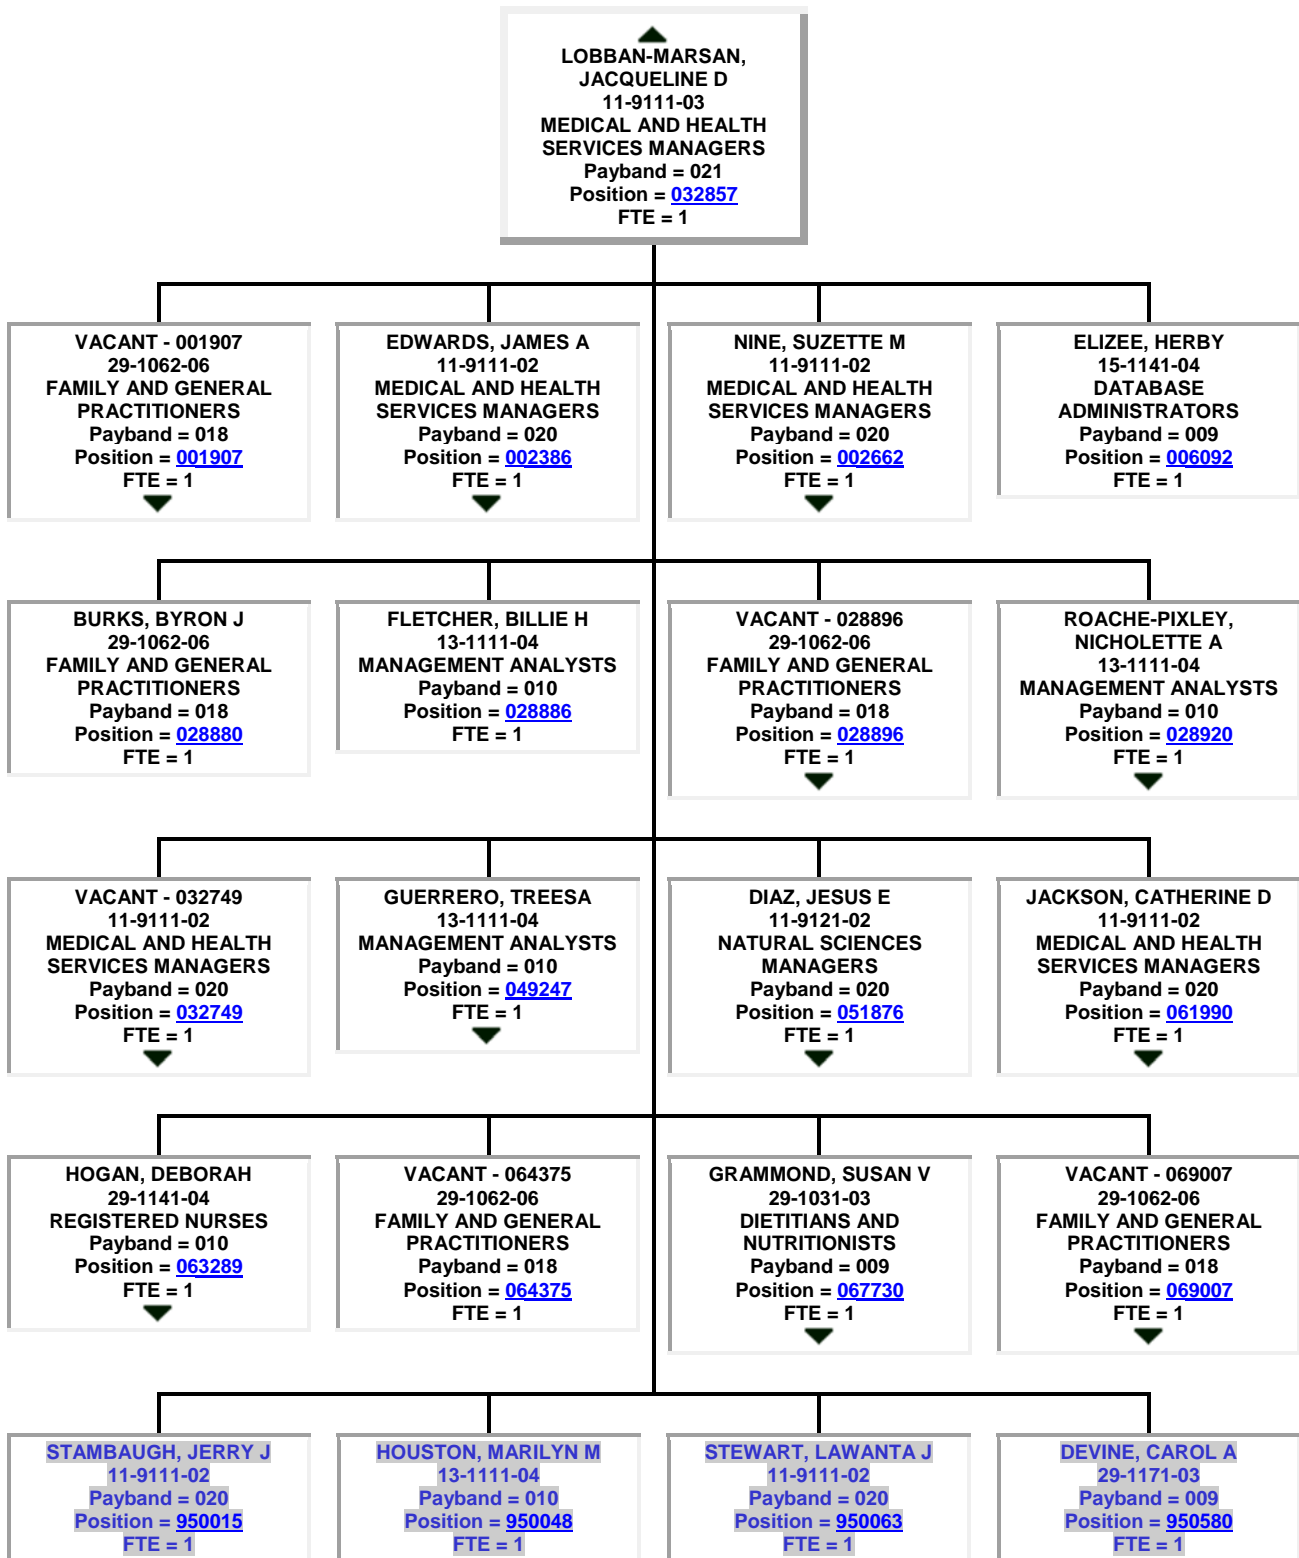 LOBBAN-MARSAN,
JACQUELINE D
11-9111-03
MEDICAL AND HEALTH
SERVICES MANAGERS
Payband = 021
Position = 032857
FTE = 1
VACANT - 001907
29-1062-06
FAMILY AND GENERAL
PRACTITIONERS
Payband = 018
Position = 001907
FTE = 1
EDWARDS, JAMES A
11-9111-02
MEDICAL AND HEALTH
SERVICES MANAGERS
Payband = 020
Position = 002386
FTE = 1
NINE, SUZETTE M
11-9111-02
MEDICAL AND HEALTH
SERVICES MANAGERS
Payband = 020
Position = 002662
FTE = 1
ELIZEE, HERBY
15-1141-04
DATABASE
ADMINISTRATORS
Payband = 009
Position = 006092
FTE = 1
BURKS, BYRON J
29-1062-06
FAMILY AND GENERAL
PRACTITIONERS
Payband = 018
Position = 028880
FTE = 1
FLETCHER, BILLIE H
13-1111-04
MANAGEMENT ANALYSTS
Payband = 010
Position = 028886
FTE = 1
VACANT - 028896
29-1062-06
FAMILY AND GENERAL
PRACTITIONERS
Payband = 018
Position = 028896
FTE = 1
ROACHE-PIXLEY,
NICHOLETTE A
13-1111-04
MANAGEMENT ANALYSTS
Payband = 010
Position = 028920
FTE = 1
VACANT - 032749
11-9111-02
MEDICAL AND HEALTH
SERVICES MANAGERS
Payband = 020
Position = 032749
FTE = 1
GUERRERO, TREESA
13-1111-04
MANAGEMENT ANALYSTS
Payband = 010
Position = 049247
FTE = 1
DIAZ, JESUS E
11-9121-02
NATURAL SCIENCES
MANAGERS
Payband = 020
Position = 051876
FTE = 1
JACKSON, CATHERINE D
11-9111-02
MEDICAL AND HEALTH
SERVICES MANAGERS
Payband = 020
Position = 061990
FTE = 1
HOGAN, DEBORAH
29-1141-04
REGISTERED NURSES
Payband = 010
Position = 063289
FTE = 1
VACANT - 064375
29-1062-06
FAMILY AND GENERAL
PRACTITIONERS
Payband = 018
Position = 064375
FTE = 1
GRAMMOND, SUSAN V
29-1031-03
DIETITIANS AND
NUTRITIONISTS
Payband = 009
Position = 067730
FTE = 1
VACANT - 069007
29-1062-06
FAMILY AND GENERAL
PRACTITIONERS
Payband = 018
Position = 069007
FTE = 1
STAMBAUGH, JERRY J
11-9111-02
Payband = 020
Position = 950015
FTE = 1
HOUSTON, MARILYN M
13-1111-04
Payband = 010
Position = 950048
FTE = 1
STEWART, LAWANTA J
11-9111-02
Payband = 020
Position = 950063
FTE = 1
DEVINE, CAROL A
29-1171-03
Payband = 009
Position = 950580
FTE = 1